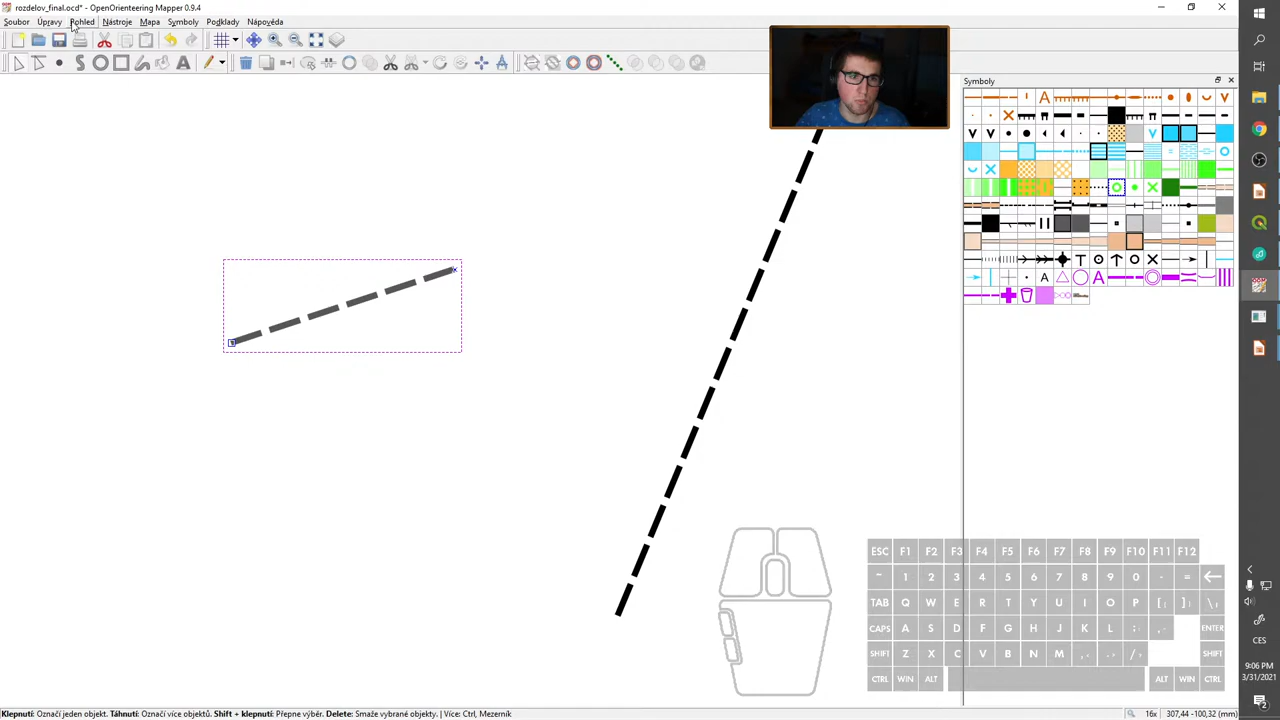 rozdelov_final.ocd* - OpenOrienteering Mapper 0.9.4
Soubor Úpravy Pohled Nástroje Mapa Symboly Podklady Nápověda
Symboly
ESC F1 F2 F3 F4 F5 F6 F7 F8 F9 F10 F11 F12
~ 1 2 3 4 5 6 7 8 9 0 - =
TAB Q W E R T Y U I O P [ ] \
CAPS A S D F G H J K L ; ENTER
SHIFT Z X C V B N M , . / SHIFT
CTRL WIN ALT ALT WIN CTRL
CES
9:06 PM
3/31/2021
Klepnutí: Označí jeden objekt. Táhnutí: Označí více objektů. Shift + klepnutí: Přepne výběr. Delete: Smaže vybrané objekty. | Více: Ctrl, Mezerník
16x 307,44 -100,32 (mm)